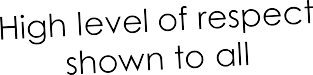 High level of respect
shown to all